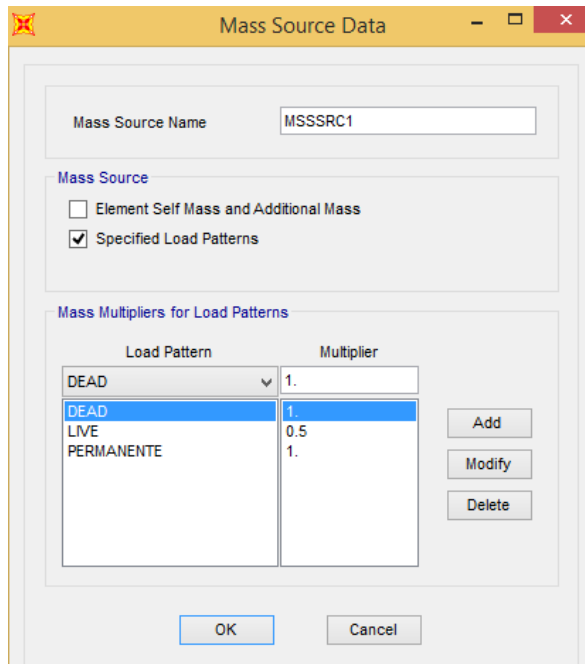 Mass Source Data
Mass Source Name MSSSRC1
Mass Source
Element Self Mass and Additional Mass
Specified Load Patterns
Mass Multipliers for Load Patterns
Load Pattern Multiplier
DEAD 1.
DEAD 1.
LIVE 0.5
PERMANENTE 1.
Add
Modify
Delete
OK Cancel